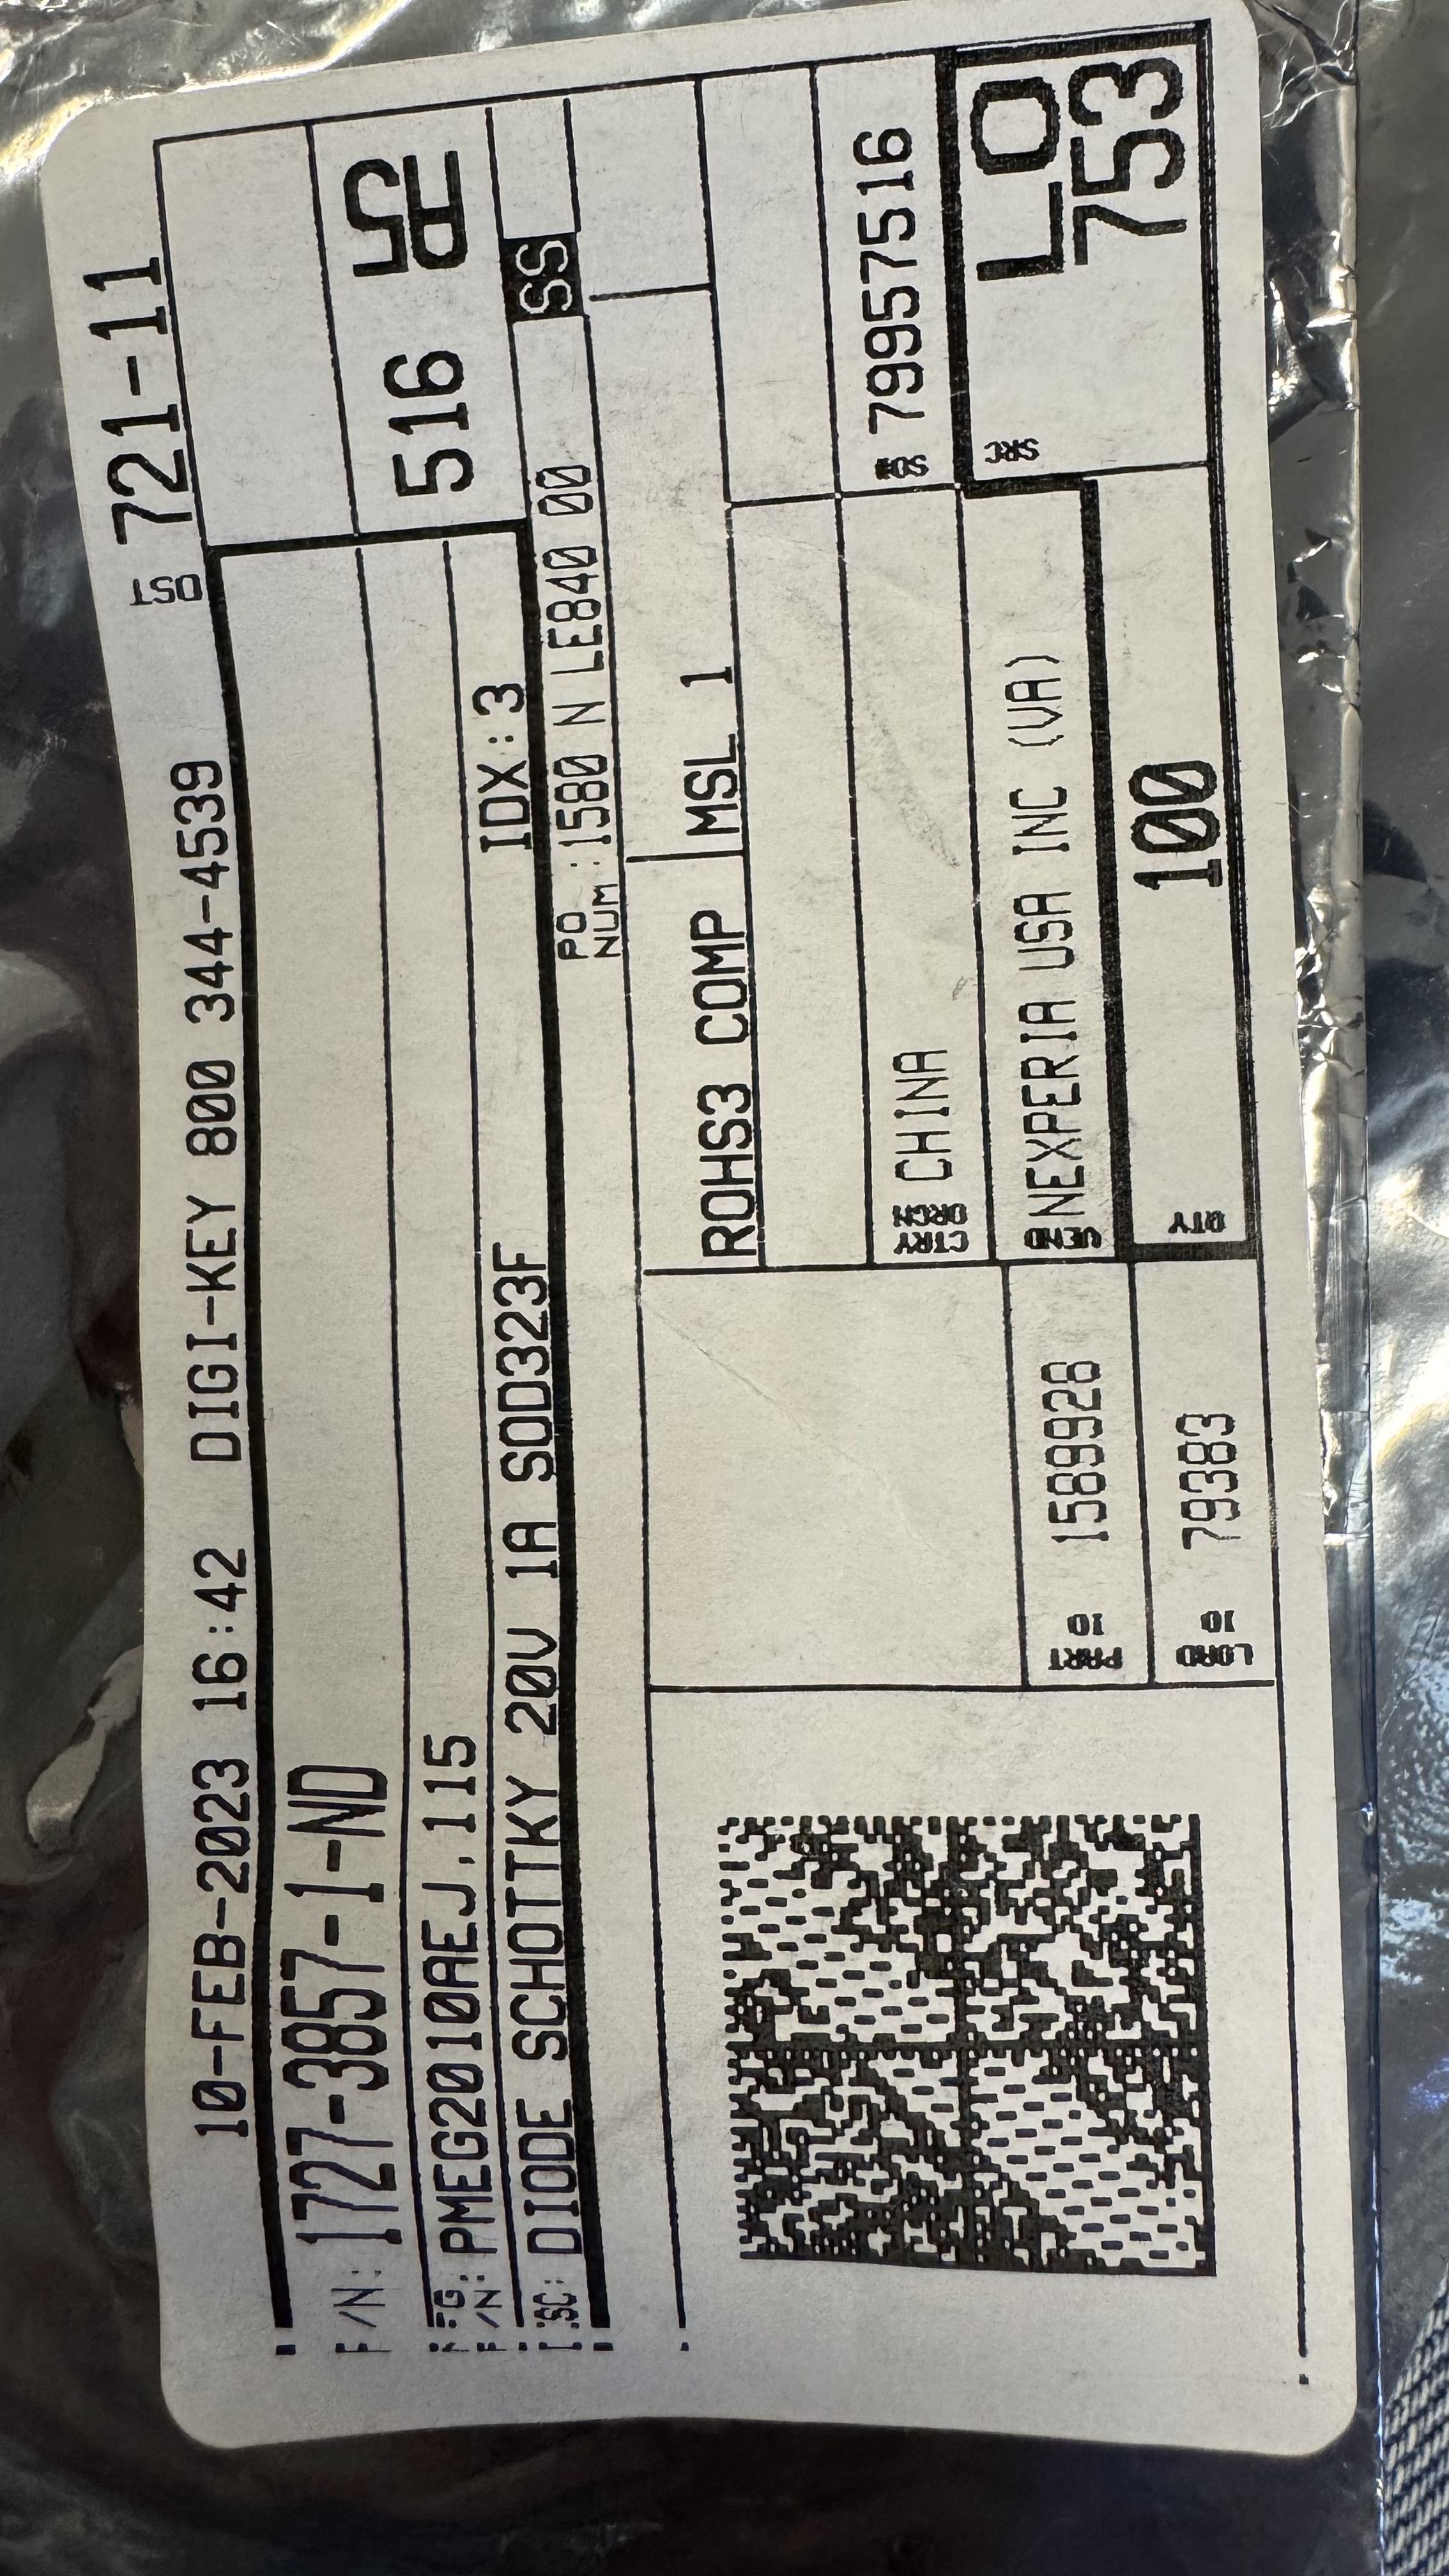 10-FEB-2023 16:42 DIGI-KEY 800 344-4539
DST 721-11
P/N: 1727-3857-1-ND
MFG P/N: PMEG2010AEJ,115
IDX:3
516
DESC: DIODE SCHOTTKY 20V 1A SOD323F
PO NUM :1580 N LE840 00
SS
ROHS3 COMP
MSL 1
CTRY ORGN CHINA
SO# 79957516
PART ID 1589928
VEND NEXPERIA USA INC (VA)
SRC LO
753
LOAD ID 79383
QTY 100